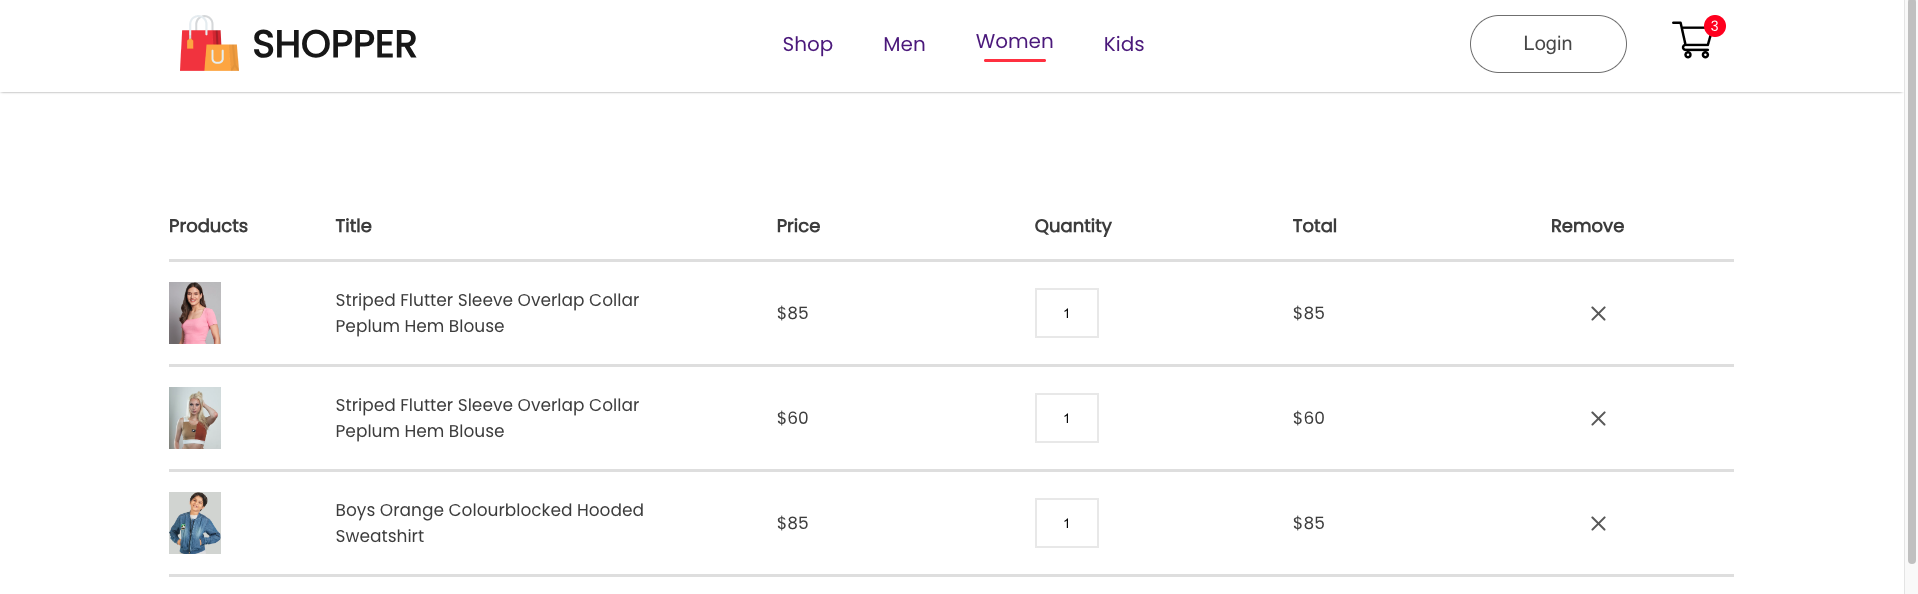 SHOPPER
Shop Men Women Kids
Login
3
Products Title Price Quantity Total Remove
Striped Flutter Sleeve Overlap Collar
Peplum Hem Blouse
$85 1 $85
Striped Flutter Sleeve Overlap Collar
Peplum Hem Blouse
$60 1 $60
Boys Orange Colourblocked Hooded
Sweatshirt
$85 1 $85